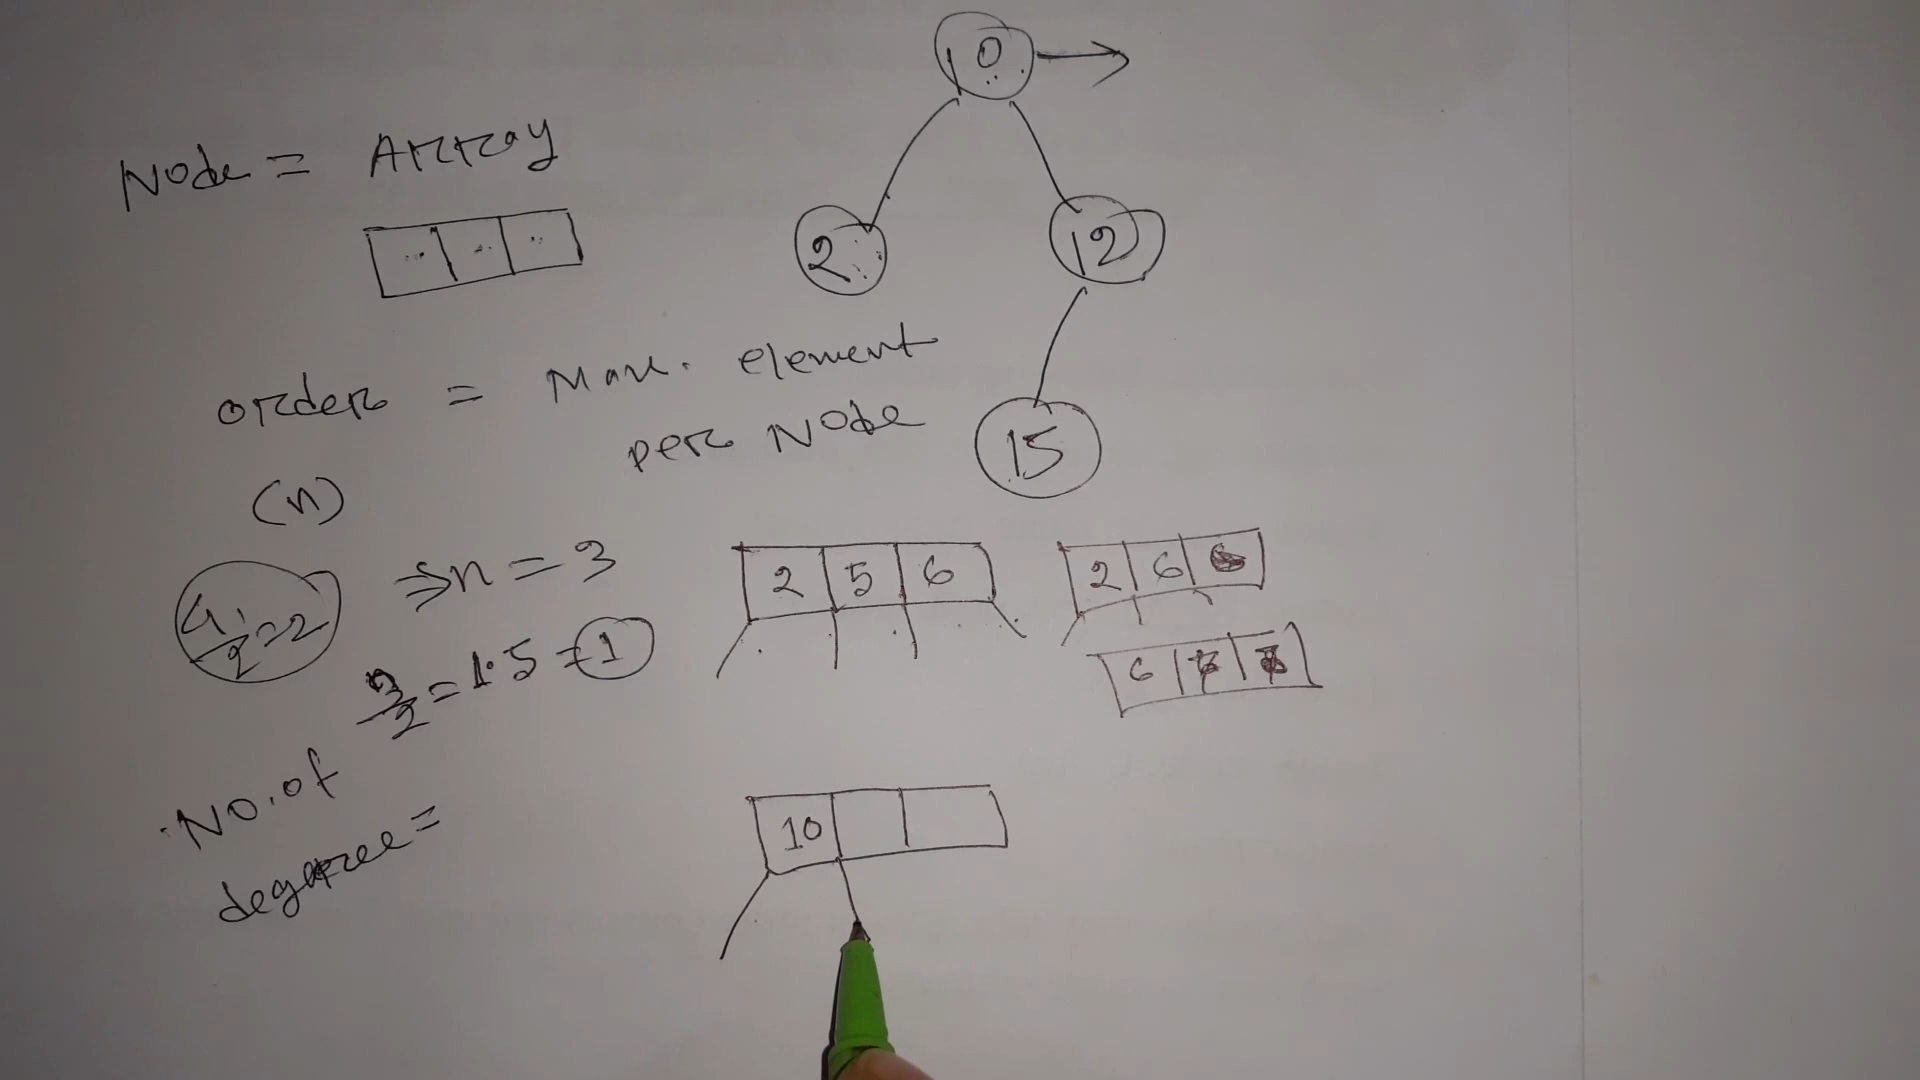 10
Node = Array
2
12
order = Max. element
per Node
15
(n)
⇒ n = 3
2 5 6
2 6
4/2 = 2
3/2 = 1.5 = 1
6
No. of
degree =
10